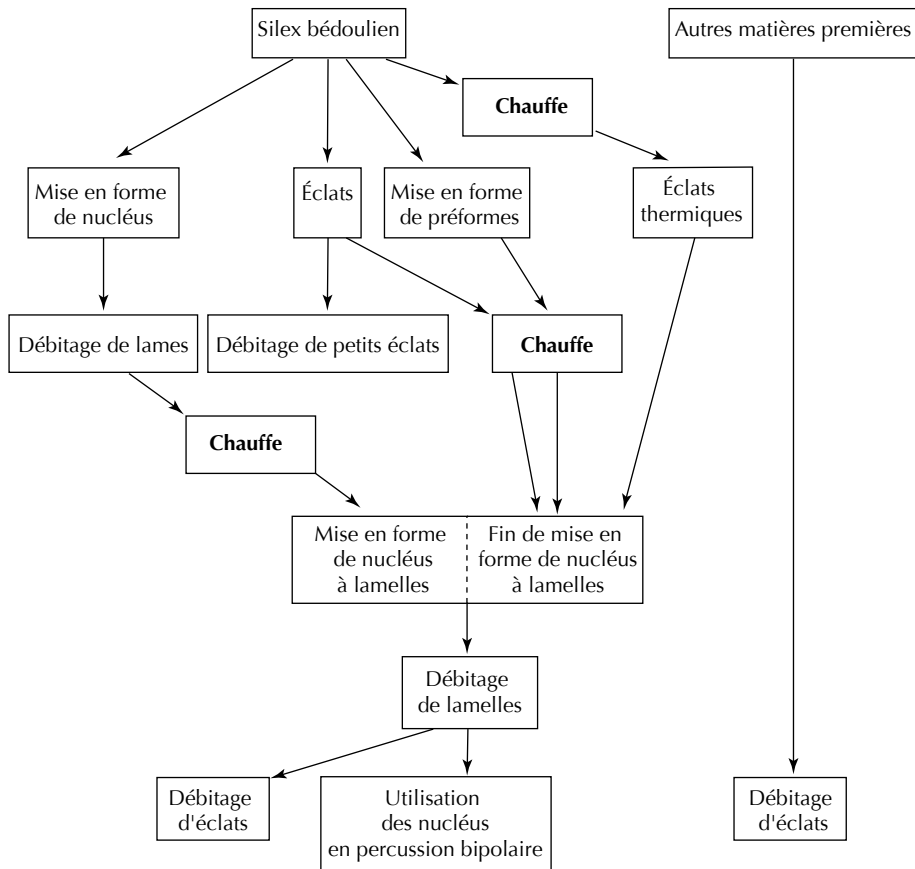 Silex bédoulien
Autres matières premières
Chauffe
Mise en forme
de nucléus
Éclats
Mise en forme
de préformes
Éclats
thermiques
Débitage de lames
Débitage de petits éclats
Chauffe
Chauffe
Mise en forme
de nucléus
à lamelles
Fin de mise en
forme de nucléus
à lamelles
Débitage
de lamelles
Débitage
d'éclats
Utilisation
des nucléus
en percussion bipolaire
Débitage
d'éclats